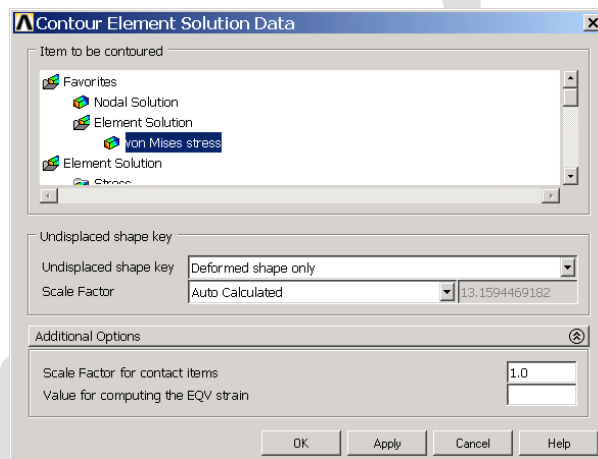 Contour Element Solution Data
Item to be contoured
Favorites
Nodal Solution
Element Solution
von Mises stress
Element Solution
Stress
Undisplaced shape key
Undisplaced shape key Deformed shape only
Scale Factor Auto Calculated 13.1594469182
Additional Options
Scale Factor for contact items 1.0
Value for computing the EQV strain
OK Apply Cancel Help